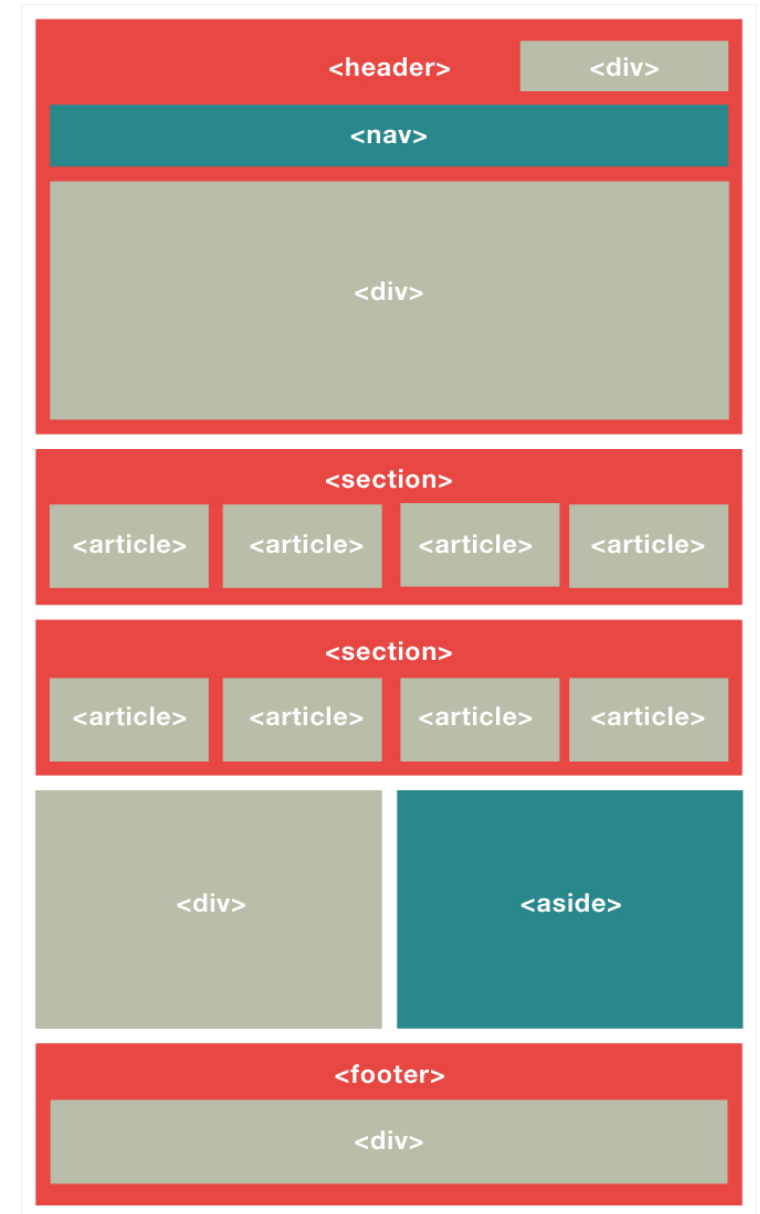 <header> <div>
<nav>
<div>
<section>
<article> <article> <article> <article>
<section>
<article> <article> <article> <article>
<div> <aside>
<footer>
<div>